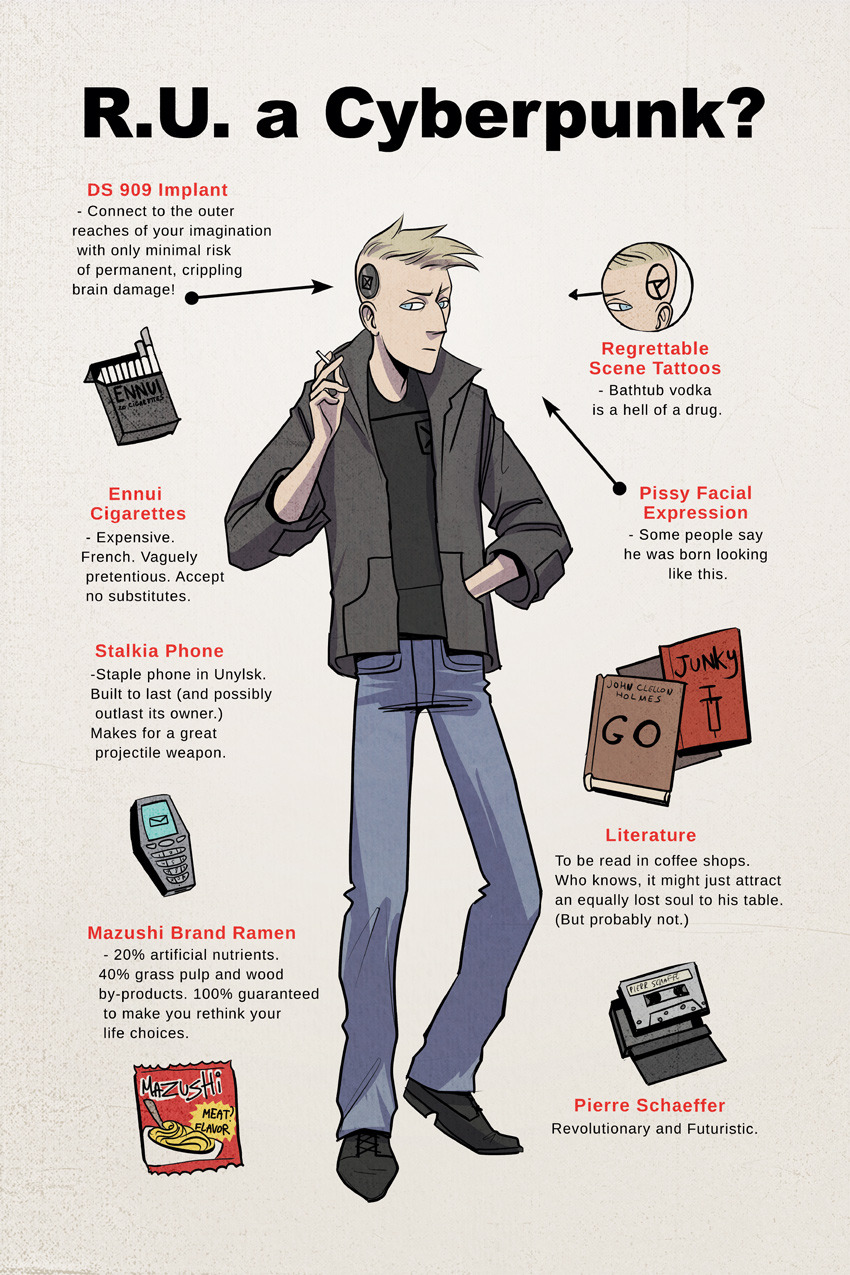 R.U. a Cyberpunk?
DS 909 Implant
- Connect to the outer
reaches of your imagination
with only minimal risk
of permanent, crippling
brain damage!
ENNUI
20 CIGARETTES
Ennui
Cigarettes
- Expensive.
French. Vaguely
pretentious. Accept
no substitutes.
Stalkia Phone
-Staple phone in Unylsk.
Built to last (and possibly
outlast its owner.)
Makes for a great
projectile weapon.
Mazushi Brand Ramen
- 20% artificial nutrients.
40% grass pulp and wood
by-products. 100% guaranteed
to make you rethink your
life choices.
MAZUSHI
MEAT?
FLAVOR
Regrettable
Scene Tattoos
- Bathtub vodka
is a hell of a drug.
Pissy Facial
Expression
- Some people say
he was born looking
like this.
JUNKY
JOHN CLELLON
HOLMES
GO
Literature
To be read in coffee shops.
Who knows, it might just attract
an equally lost soul to his table.
(But probably not.)
Pierre Schaeffer
Revolutionary and Futuristic.